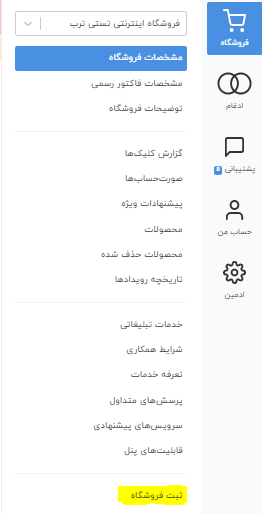 فروشگاه
ادغام
پشتیبانی 8
حساب من
ادمین
فروشگاه اینترنتی تستی ترب
مشخصات فروشگاه
مشخصات فاکتور رسمی
توضیحات فروشگاه
گزارش کلیک‌ها
صورت‌حساب‌ها
پیشنهادات ویژه
محصولات
محصولات حذف شده
تاریخچه رویدادها
خدمات تبلیغاتی
شرایط همکاری
تعرفه خدمات
پرسش‌های متداول
سرویس‌های پیشنهادی
قابلیت‌های پنل
ثبت فروشگاه